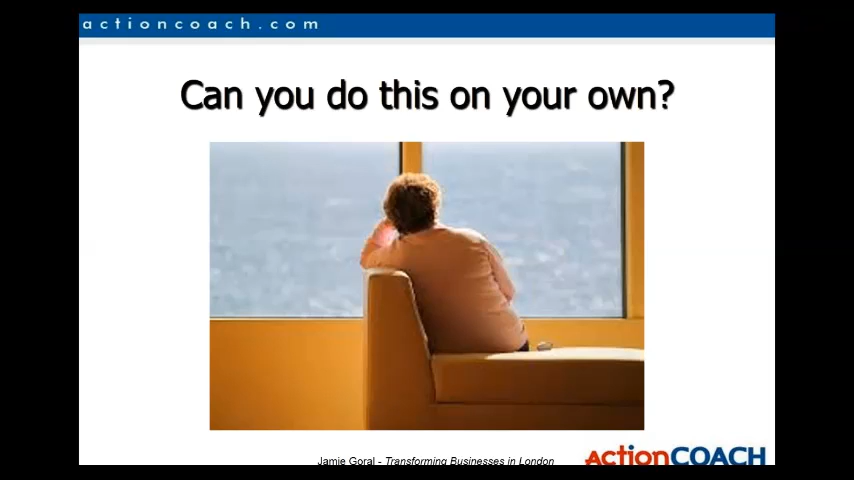 actioncoach.com
Can you do this on your own?
Jamie Goral - Transforming Businesses in London
ActionCOACH